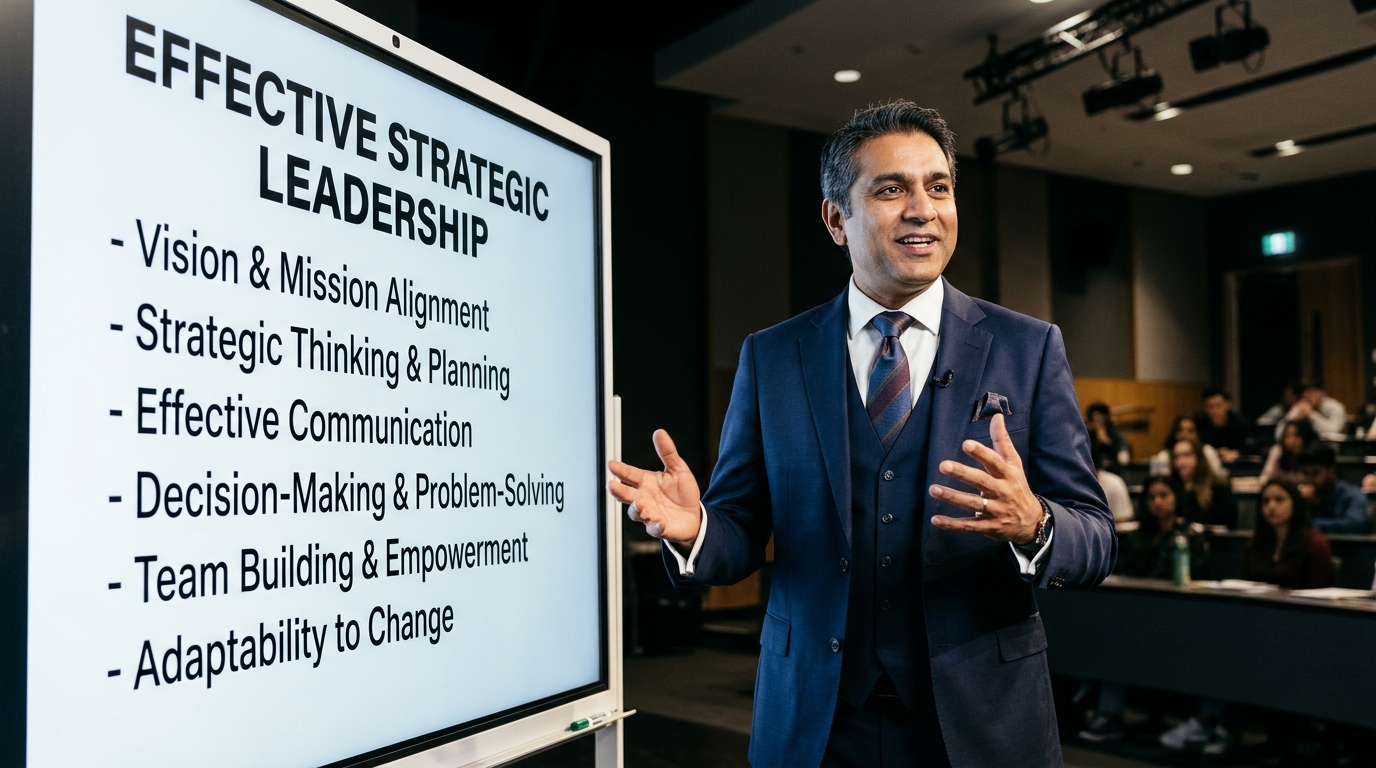 EFFECTIVE STRATEGIC
LEADERSHIP
- Vision & Mission Alignment
- Strategic Thinking & Planning
- Effective Communication
- Decision-Making & Problem-Solving
- Team Building & Empowerment
- Adaptability to Change